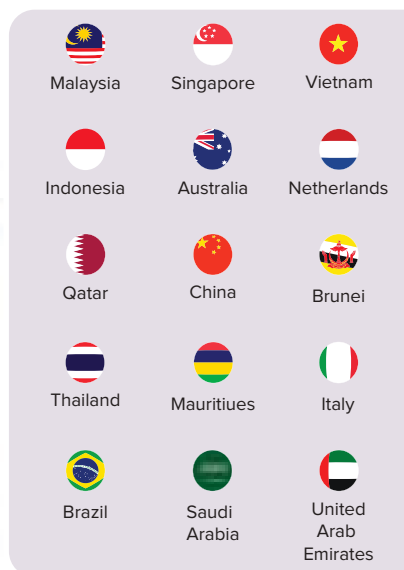 Malaysia
Singapore
Vietnam
Indonesia
Australia
Netherlands
Qatar
China
Brunei
Thailand
Mauritiues
Italy
Brazil
Saudi
Arabia
United
Arab
Emirates